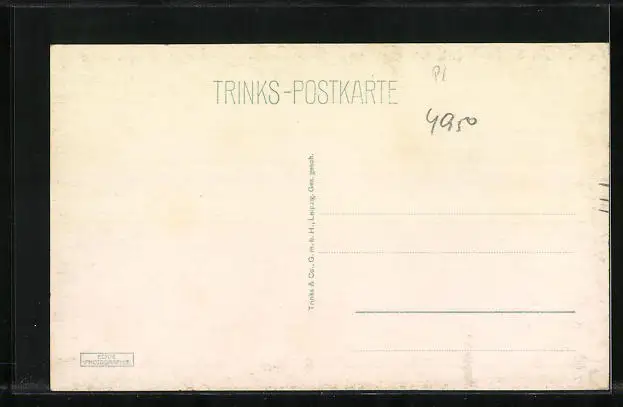 TRINKS-POSTKARTE
Pl
4950
Trinks & Co., G. m. b. H., Leipzig. Ges. gesch.
ECHTE
PHOTOGRAPHIE